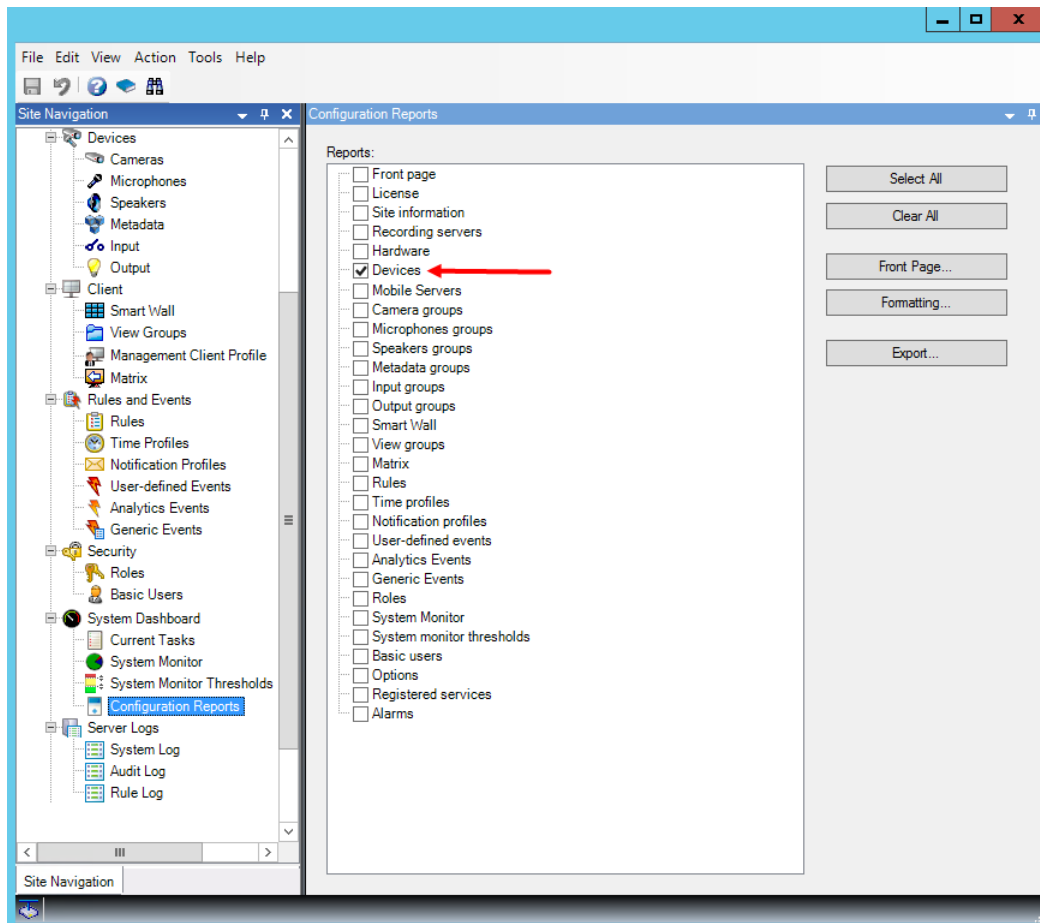 File Edit View Action Tools Help
Site Navigation
Devices
Cameras
Microphones
Speakers
Metadata
Input
Output
Client
Smart Wall
View Groups
Management Client Profile
Matrix
Rules and Events
Rules
Time Profiles
Notification Profiles
User-defined Events
Analytics Events
Generic Events
Security
Roles
Basic Users
System Dashboard
Current Tasks
System Monitor
System Monitor Thresholds
Configuration Reports
Server Logs
System Log
Audit Log
Rule Log
Site Navigation
Configuration Reports
Reports:
Front page
License
Site information
Recording servers
Hardware
Devices
Mobile Servers
Camera groups
Microphones groups
Speakers groups
Metadata groups
Input groups
Output groups
Smart Wall
View groups
Matrix
Rules
Time profiles
Notification profiles
User-defined events
Analytics Events
Generic Events
Roles
System Monitor
System monitor thresholds
Basic users
Options
Registered services
Alarms
Select All
Clear All
Front Page...
Formatting...
Export...